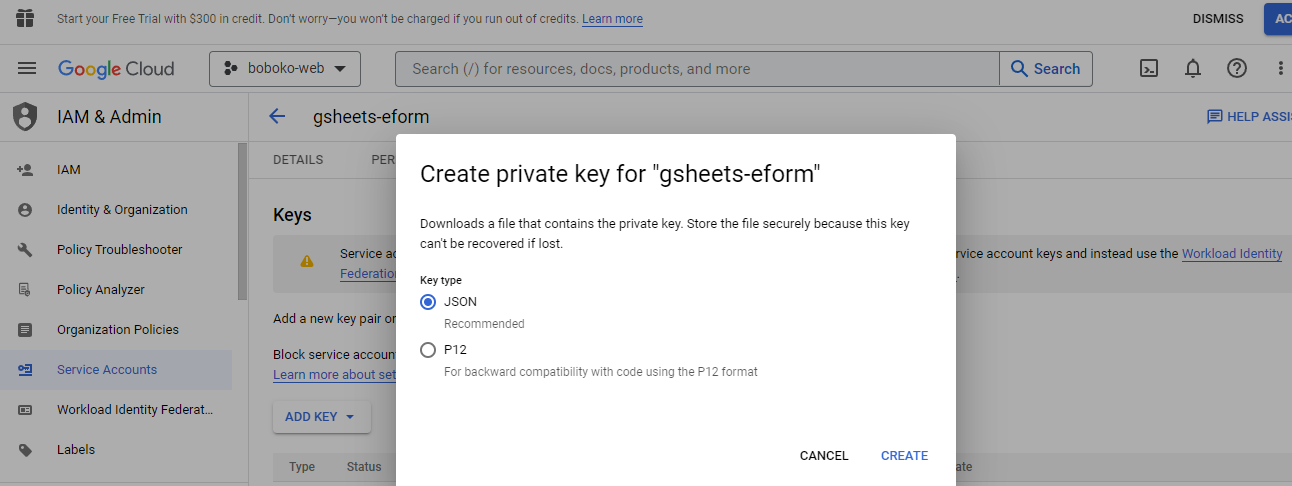 Start your Free Trial with $300 in credit. Don't worry—you won't be charged if you run out of credits. Learn more
DISMISS
Google Cloud
boboko-web
Search (/) for resources, docs, products, and more
Search
IAM & Admin
gsheets-eform
HELP ASSI
IAM
Identity & Organization
Policy Troubleshooter
Policy Analyzer
Organization Policies
Service Accounts
Workload Identity Federat...
Labels
DETAILS
PER
Keys
Service ac
rvice account keys and instead use the Workload Identity
Federation
Add a new key pair or
Block service accoun
Learn more about set
ADD KEY
Type
Status
ate
Create private key for "gsheets-eform"
Downloads a file that contains the private key. Store the file securely because this key
can't be recovered if lost.
Key type
JSON
Recommended
P12
For backward compatibility with code using the P12 format
CANCEL
CREATE